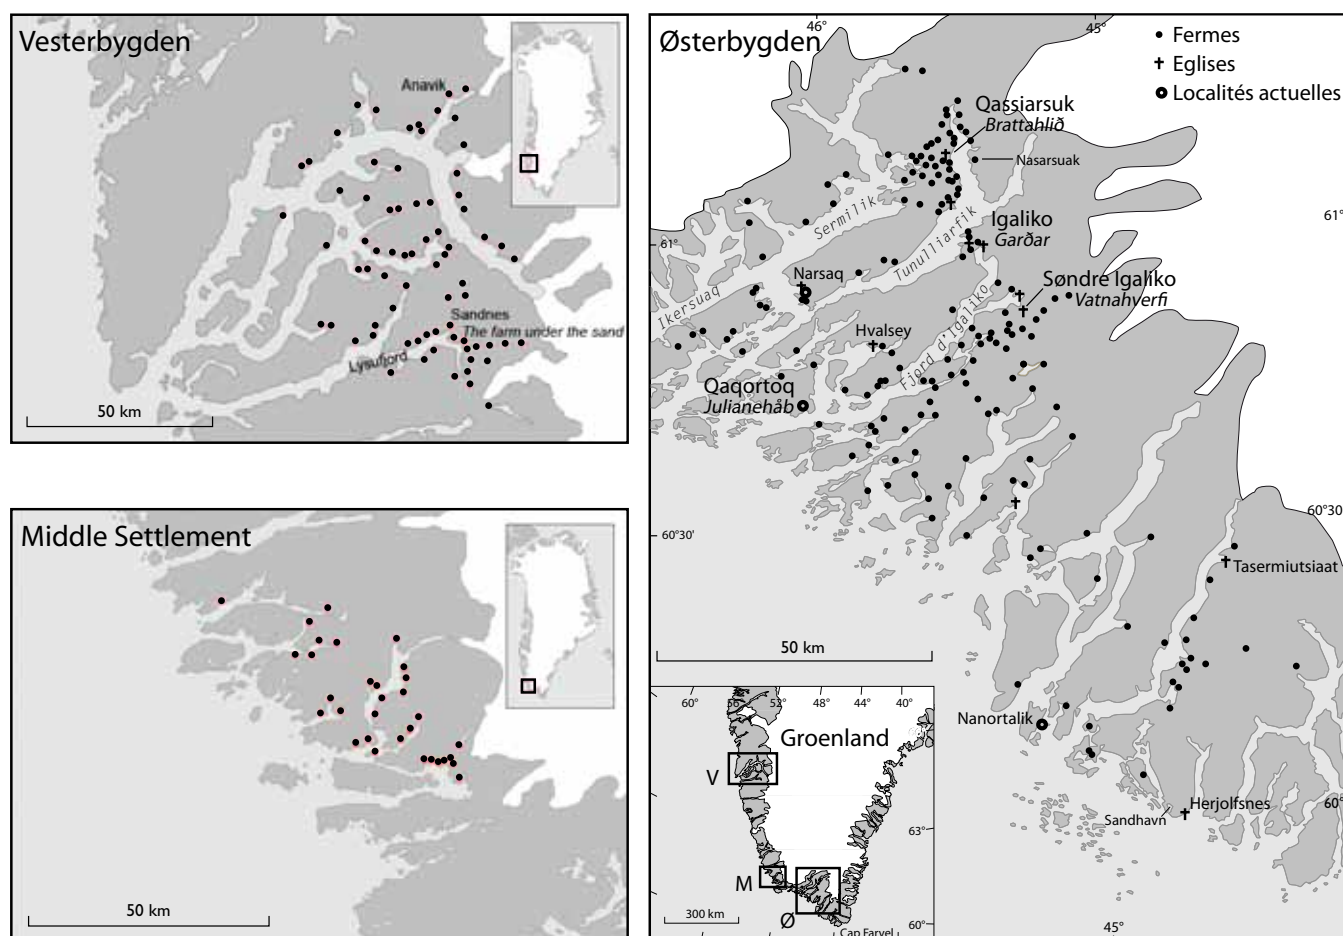 Vesterbygden
Anavik
Sandnes
The farm under the sand
Lysufjord
50 km
Middle Settlement
50 km
Østerbygden
46°
45°
Fermes
Eglises
Localités actuelles
Qassiarsuk
Brattahlið
Nasarsuak
Sermilik
Tunulliarfik
Igaliko
Garðar
61°
61°
Narsaq
Søndre Igaliko
Vatnahverfi
Ikersuaq
Hvalsey
Fjord d'Igaliko
Qaqortoq
Julianehåb
60°30'
60°30
Tasermiutsiaat
50 km
Nanortalik
Herjolfsnes
Sandhavn
60°
45°
60°
56°
52°
48°
44°
40°
Groenland
V
M
Ø
63°
60°
300 km
Cap Farvel